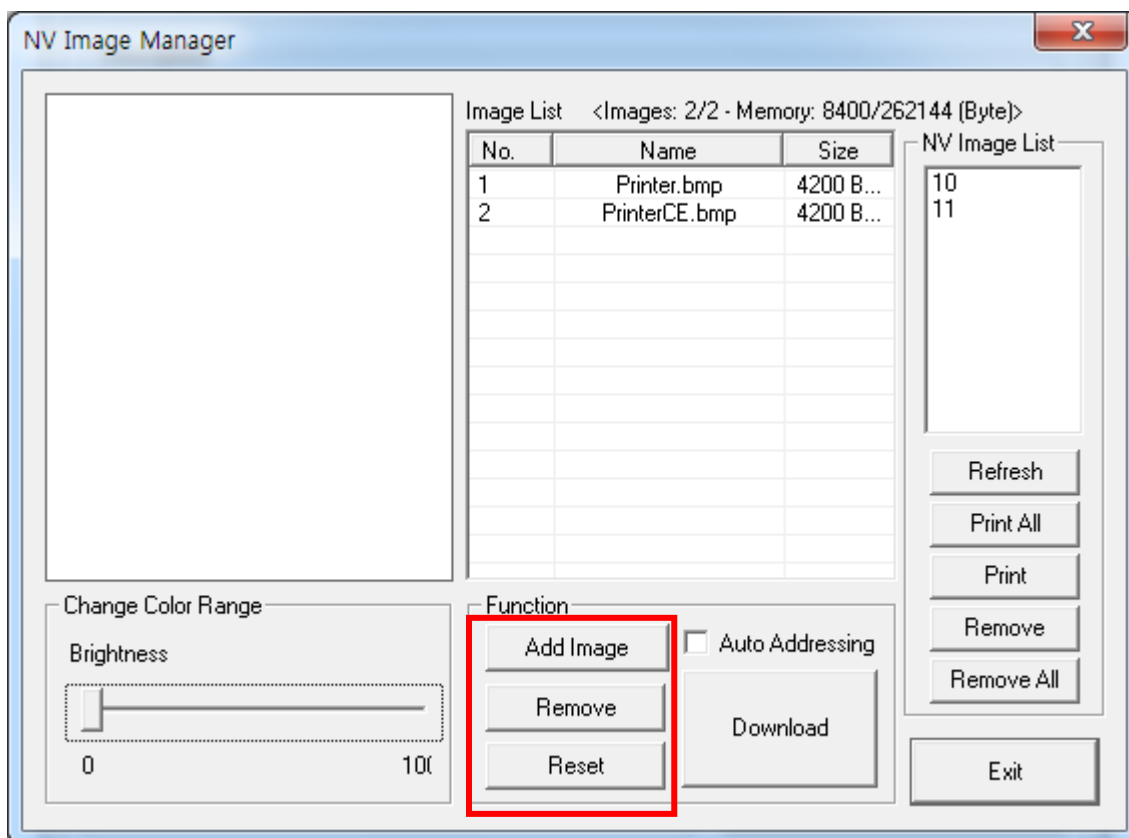 NV Image Manager
Image List <Images: 2/2 - Memory: 8400/262144 (Byte)>
No. Name Size
1 Printer.bmp 4200 B...
2 PrinterCE.bmp 4200 B...
NV Image List
10
11
Refresh
Print All
Print
Remove
Remove All
Change Color Range
Brightness
0 10(
Function
Add Image
Remove
Reset
Auto Addressing
Download
Exit